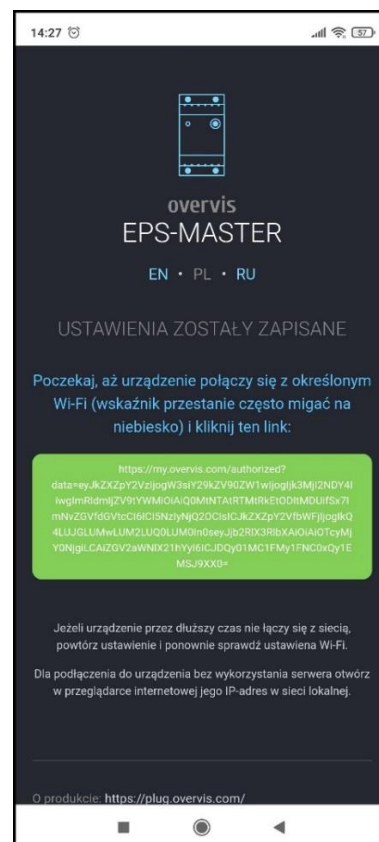 14:27
57
overvis
EPS-MASTER
EN • PL • RU
USTAWIENIA ZOSTAŁY ZAPISANE
Poczekaj, aż urządzenie połączy się z określonym
Wi-Fi (wskaźnik przestanie często migać na
niebiesko) i kliknij ten link:
https://my.overvis.com/authorized?
Jeżeli urządzenie przez dłuższy czas nie łączy się z siecią,
powtórz ustawienie i ponownie sprawdź ustawiena Wi-Fi.
Dla podłączenia do urządzenia bez wykorzystania serwera otwórz
w przeglądarce internetowej jego IP-adres w sieci lokalnej.
O produkcie: https://plug.overvis.com/